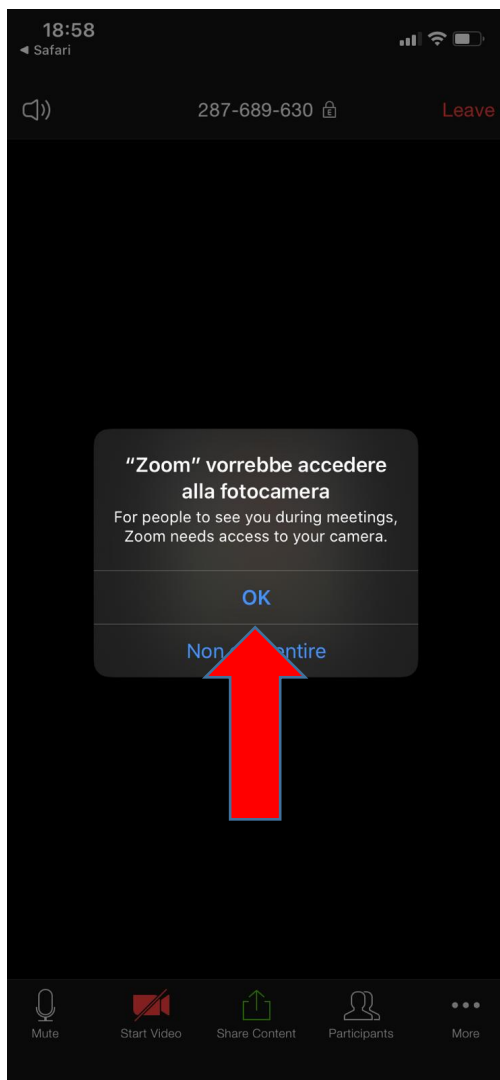 18:58
◀ Safari
287-689-630
Leave
“Zoom” vorrebbe accedere
alla fotocamera
For people to see you during meetings,
Zoom needs access to your camera.
OK
Non
Mute
Start Video
Share Content
Participants
More